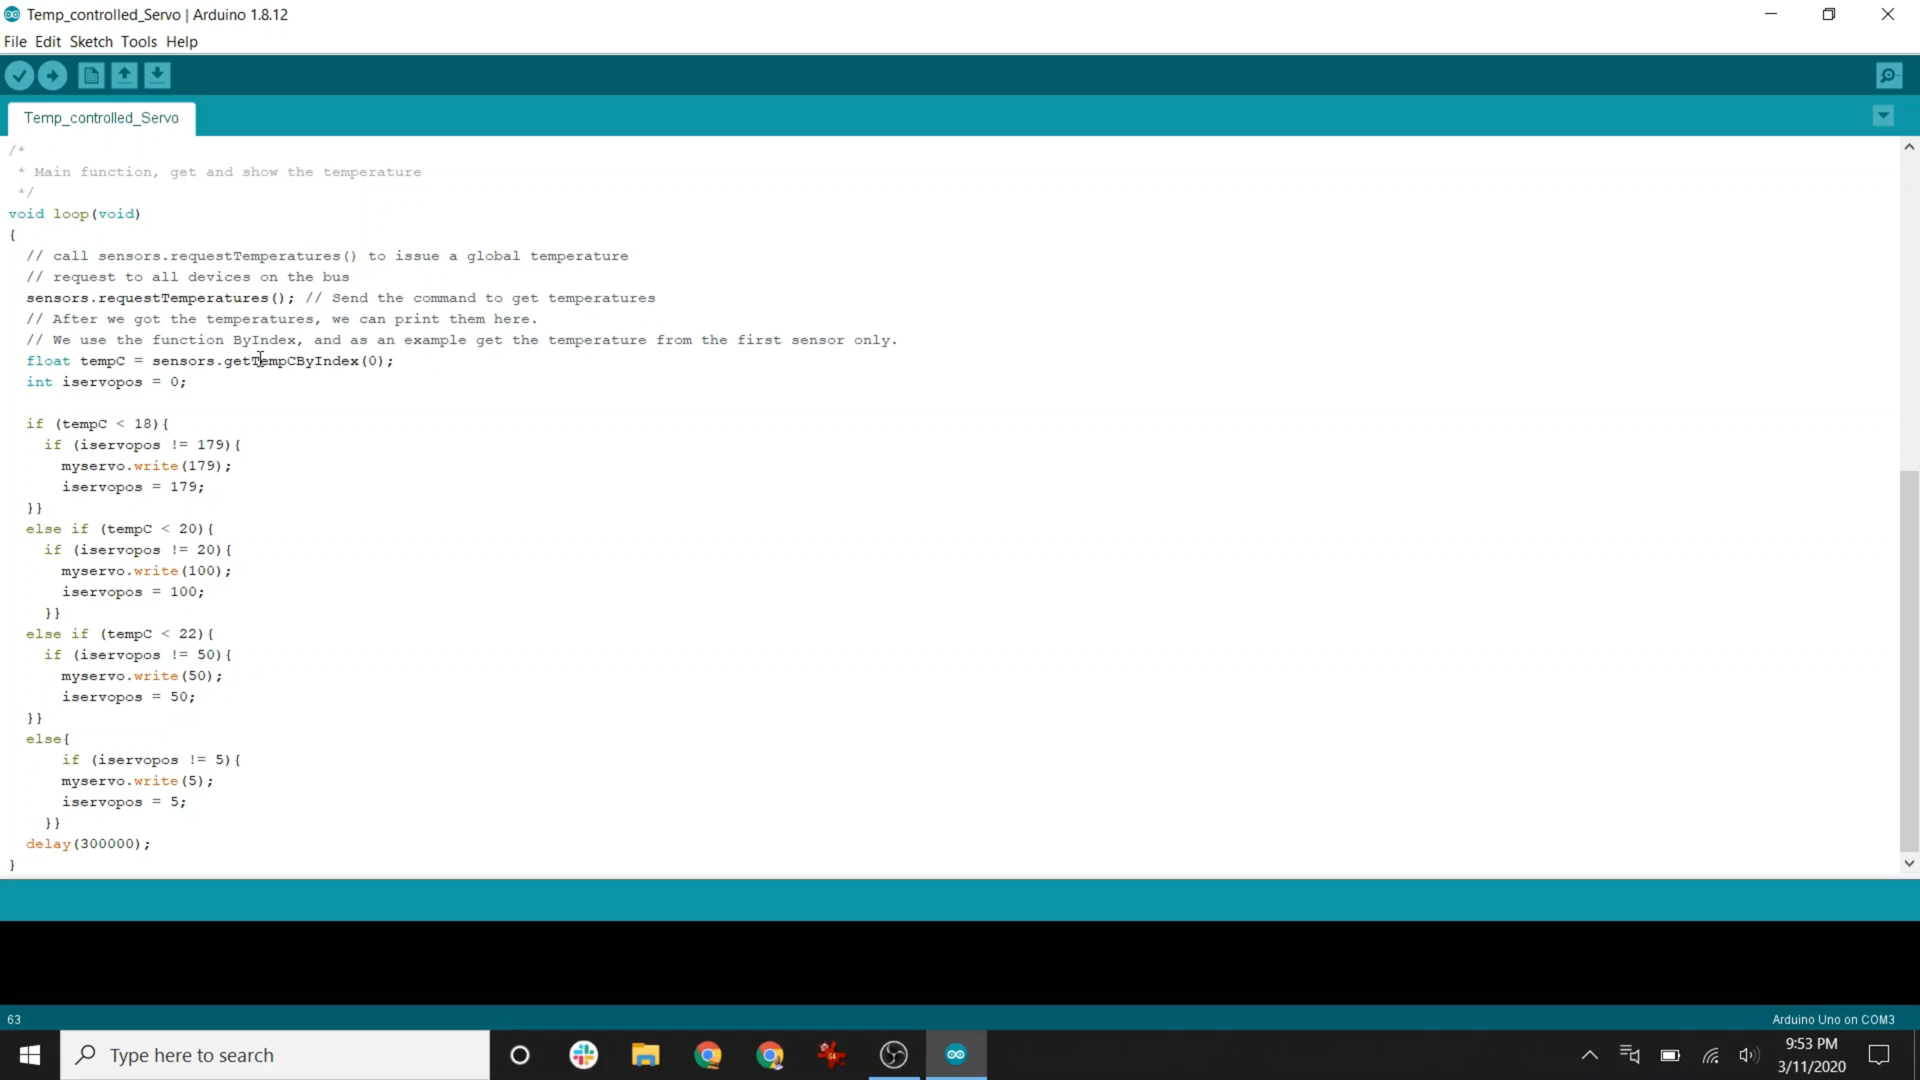 Temp_controlled_Servo | Arduino 1.8.12
File Edit Sketch Tools Help
Temp_controlled_Servo
/*
* Main function, get and show the temperature
*/
void loop(void)
{
// call sensors.requestTemperatures() to issue a global temperature
// request to all devices on the bus
sensors.requestTemperatures(); // Send the command to get temperatures
// After we got the temperatures, we can print them here.
// We use the function ByIndex, and as an example get the temperature from the first sensor only.
float tempC = sensors.getTempCByIndex(0);
int iservopos = 0;
if (tempC < 18){
if (iservopos != 179){
myservo.write(179);
iservopos = 179;
}}
else if (tempC < 20){
if (iservopos != 20){
myservo.write(100);
iservopos = 100;
}}
else if (tempC < 22){
if (iservopos != 50){
myservo.write(50);
iservopos = 50;
}}
else{
if (iservopos != 5){
myservo.write(5);
iservopos = 5;
}}
delay(300000);
}
63
Arduino Uno on COM3
Type here to search
9:53 PM
3/11/2020